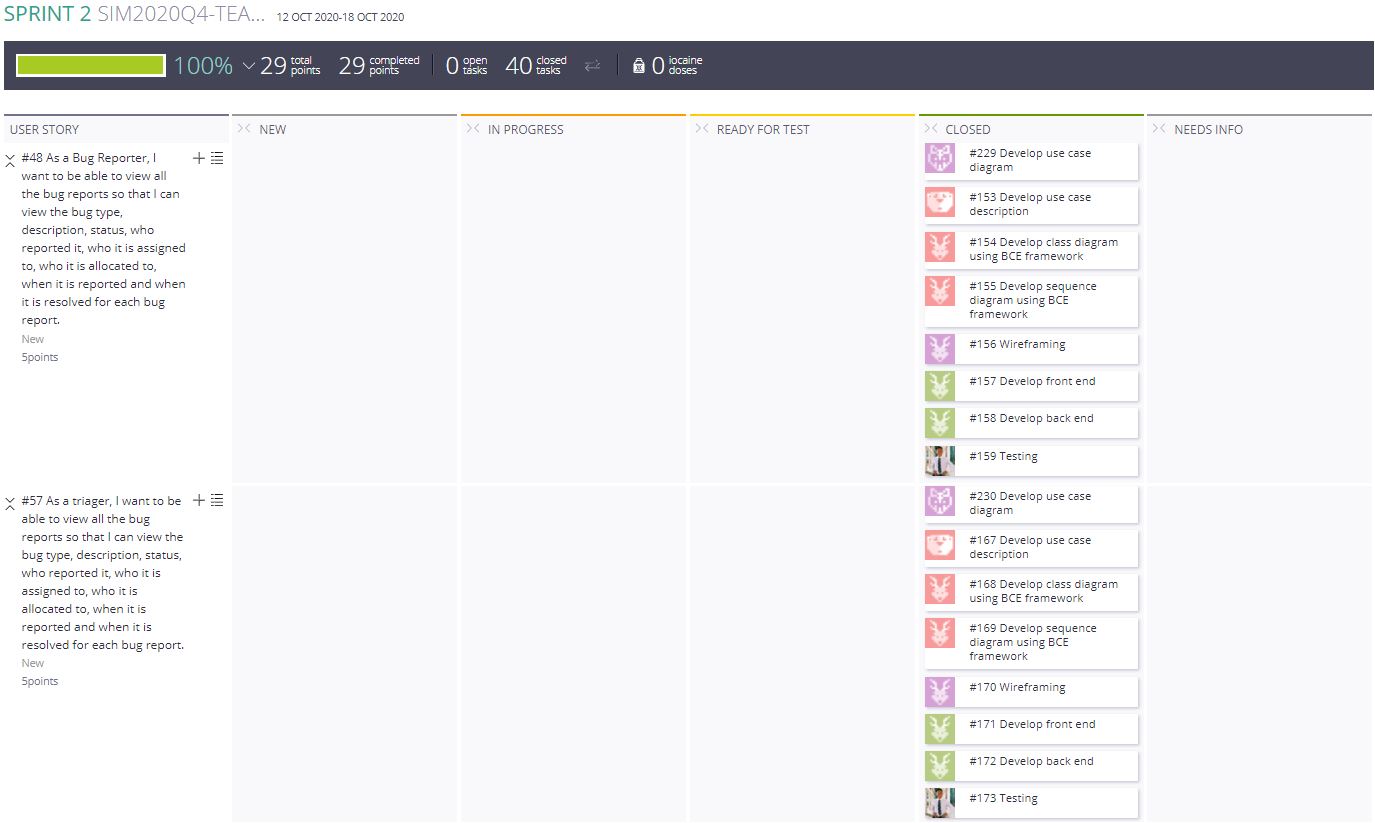 SPRINT 2 SIM2020Q4-TEA... 12 OCT 2020-18 OCT 2020
100% 29 total points 29 completed points 0 open tasks 40 closed tasks 0 iocaine doses
USER STORY NEW IN PROGRESS READY FOR TEST CLOSED NEEDS INFO
#48 As a Bug Reporter, I
want to be able to view all
the bug reports so that I can
view the bug type,
description, status, who
reported it, who it is assigned
to, who it is allocated to,
when it is reported and when
it is resolved for each bug
report.
New
5points
#229 Develop use case
diagram
#153 Develop use case
description
#154 Develop class diagram
using BCE framework
#155 Develop sequence
diagram using BCE
framework
#156 Wireframing
#157 Develop front end
#158 Develop back end
#159 Testing
#57 As a triager, I want to be
able to view all the bug
reports so that I can view the
bug type, description, status,
who reported it, who it is
assigned to, who it is
allocated to, when it is
reported and when it is
resolved for each bug report.
New
5points
#230 Develop use case
diagram
#167 Develop use case
description
#168 Develop class diagram
using BCE framework
#169 Develop sequence
diagram using BCE
framework
#170 Wireframing
#171 Develop front end
#172 Develop back end
#173 Testing